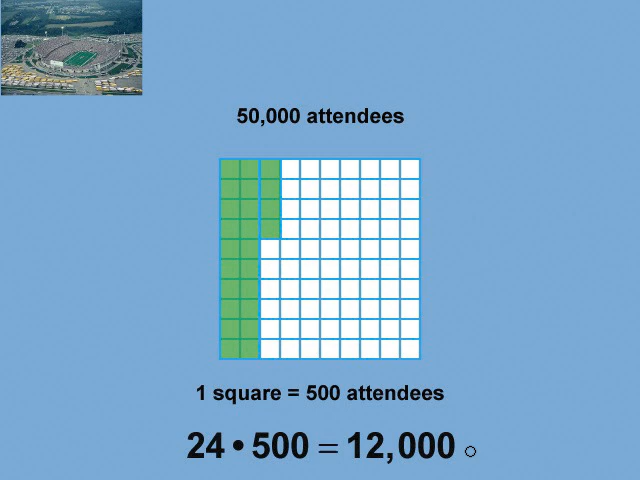 50,000 attendees
1 square = 500 attendees
24 • 500 = 12,000